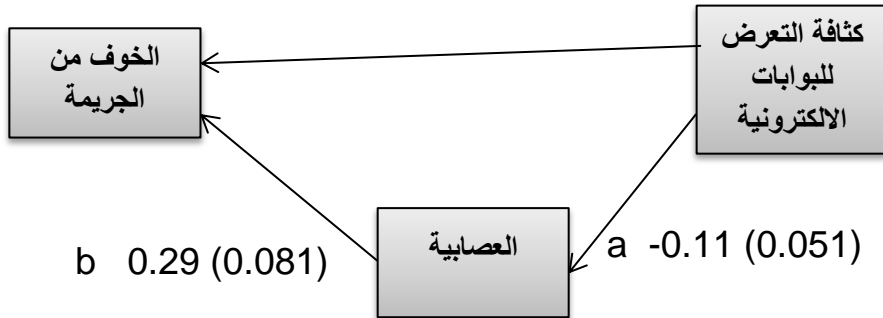 كثافة التعرض
للبوابات
الالكترونية
الخوف من
الجريمة
العصابية
a -0.11 (0.051)
b 0.29 (0.081)